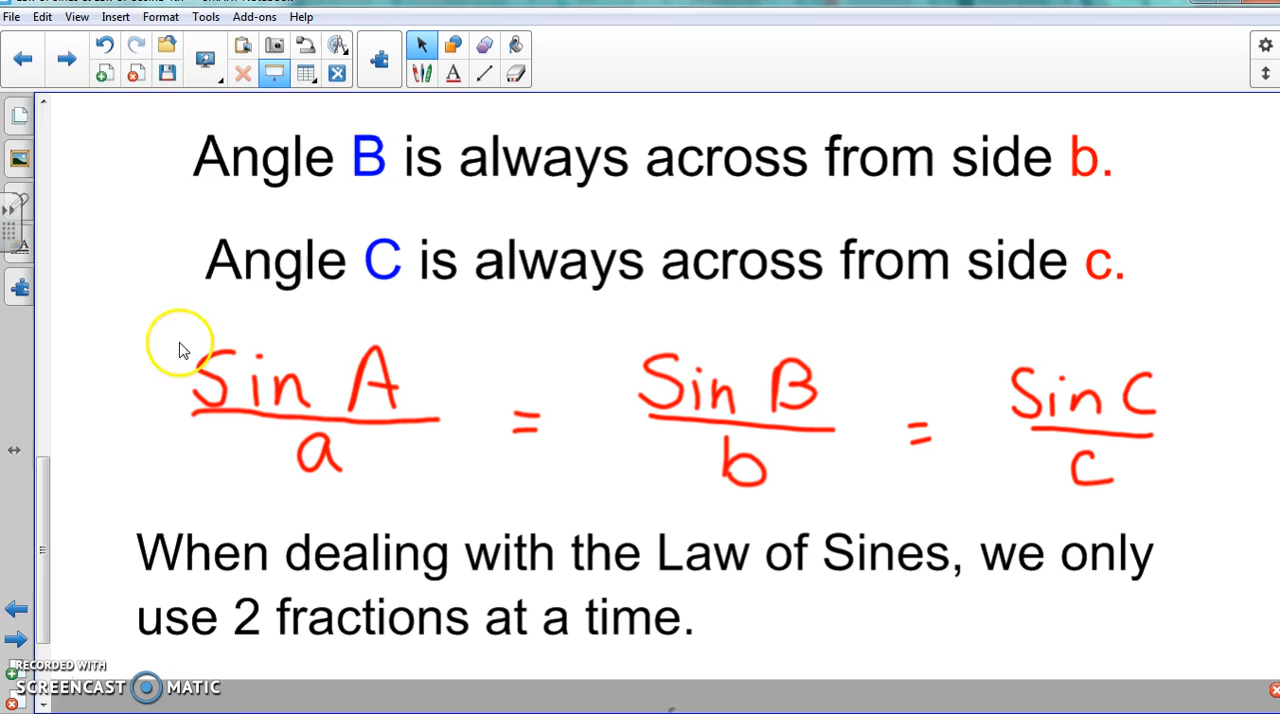 File Edit View Insert Format Tools Add-ons Help
Angle B is always across from side b.
Angle C is always across from side c.
Sin A / a = Sin B / b = Sin C / c
When dealing with the Law of Sines, we only
use 2 fractions at a time.
RECORDED WITH
SCREENCAST MATIC